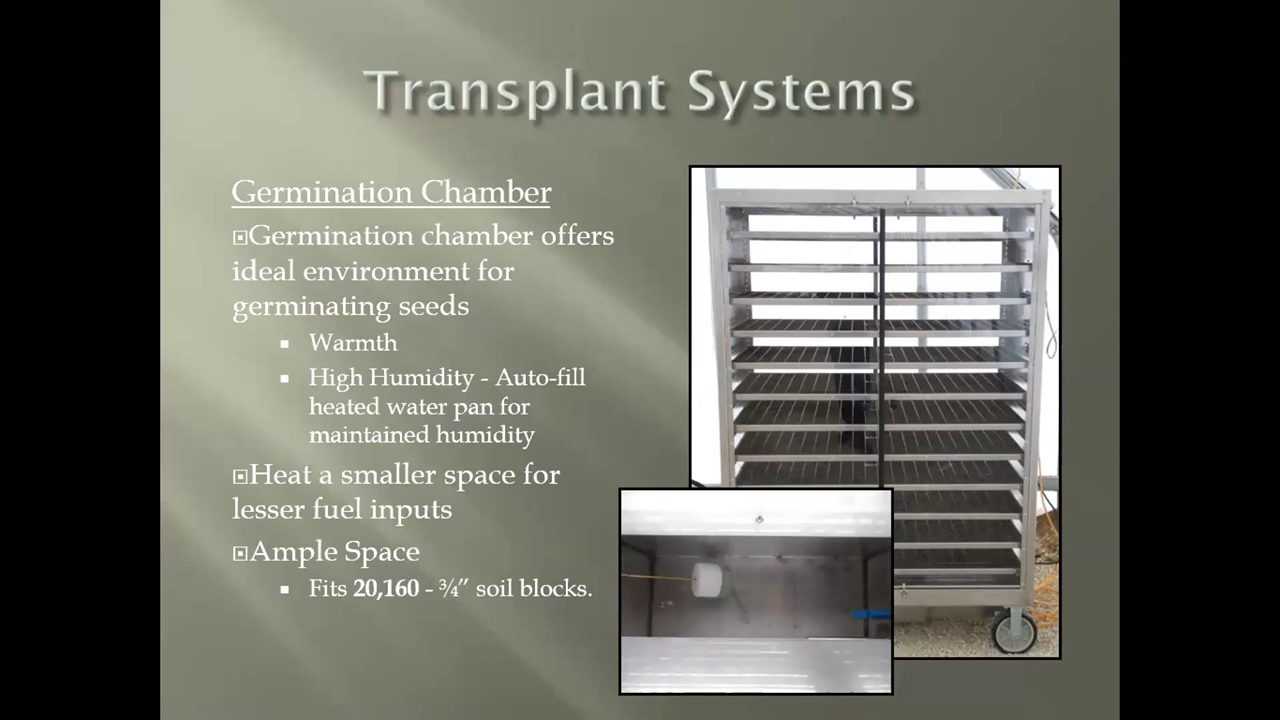 Transplant Systems
Germination Chamber
▣Germination chamber offers
ideal environment for
germinating seeds
▪ Warmth
▪ High Humidity - Auto-fill
heated water pan for
maintained humidity
▣Heat a smaller space for
lesser fuel inputs
▣Ample Space
▪ Fits 20,160 - ¾” soil blocks.